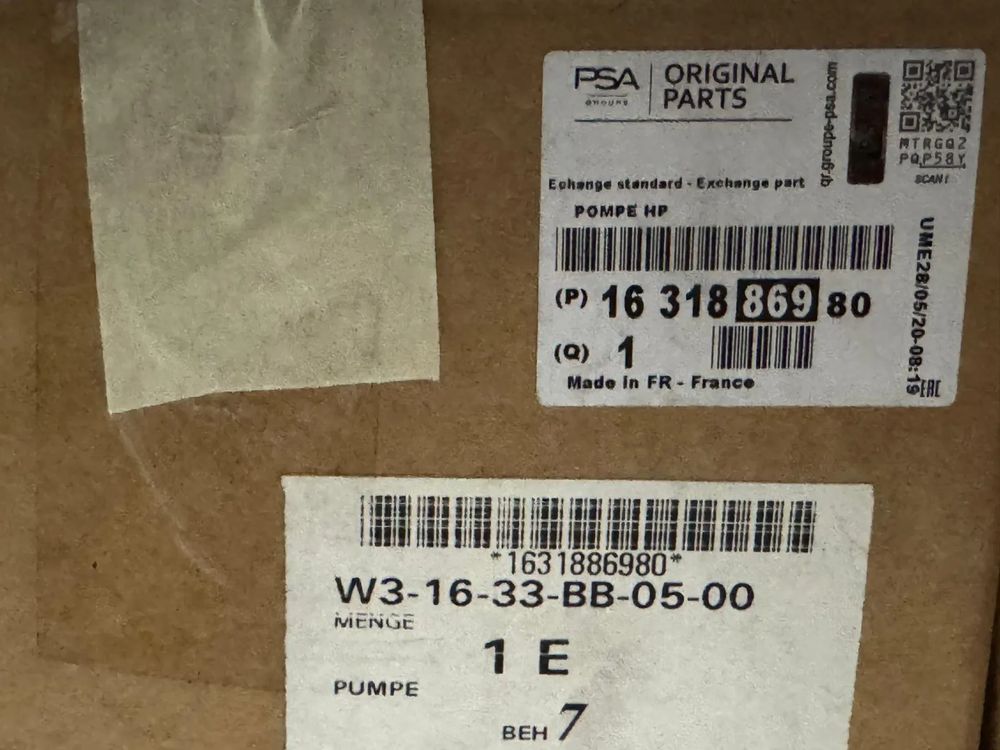 PSA
GROUPE
ORIGINAL
PARTS
qr-groupe-psa.com
MTRGQZ
PQP58Y
SCAN !
Echange standard - Exchange part
POMPE HP
(P) 16 318 869 80
(Q) 1
Made in FR - France
UME28/05/20-08:19
EAC
*1631886980*
W3-16-33-BB-05-00
MENGE
1 E
PUMPE
BEH 7